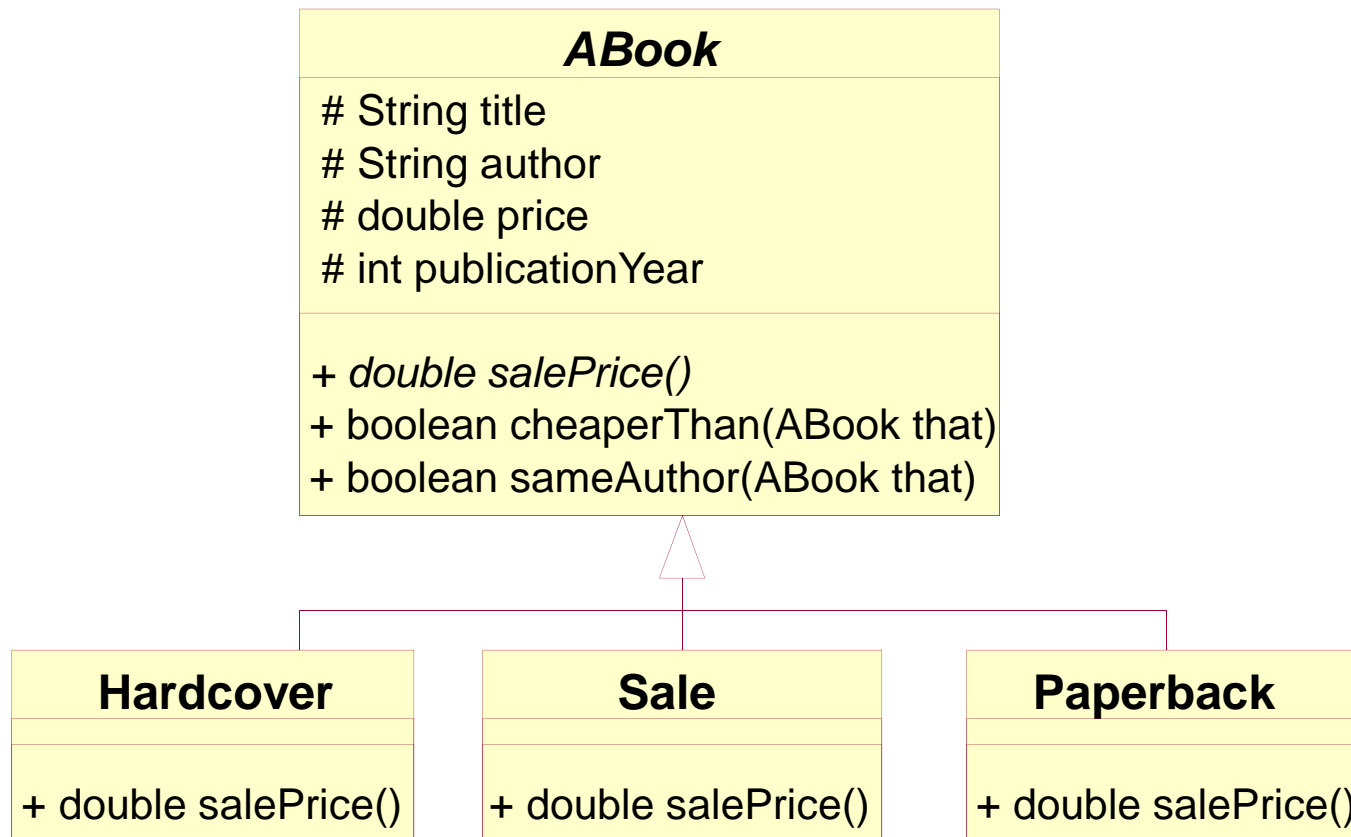 ABook
# String title
# String author
# double price
# int publicationYear
+ double salePrice()
+ boolean cheaperThan(ABook that)
+ boolean sameAuthor(ABook that)
Hardcover
+ double salePrice()
Sale
+ double salePrice()
Paperback
+ double salePrice()